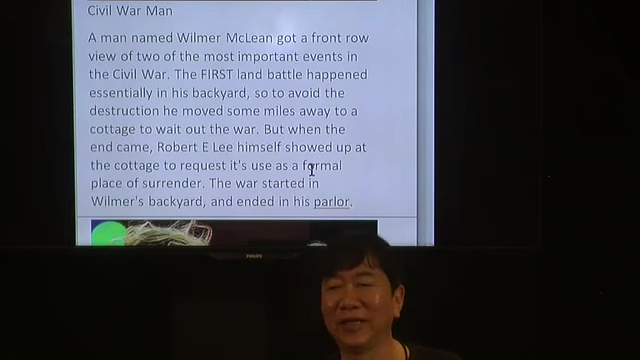 Civil War Man
A man named Wilmer McLean got a front row
view of two of the most important events in
the Civil War. The FIRST land battle happened
essentially in his backyard, so to avoid the
destruction he moved some miles away to a
cottage to wait out the war. But when the
end came, Robert E Lee himself showed up at
the cottage to request it's use as a formal
place of surrender. The war started in
Wilmer's backyard, and ended in his parlor.
PHILIPS